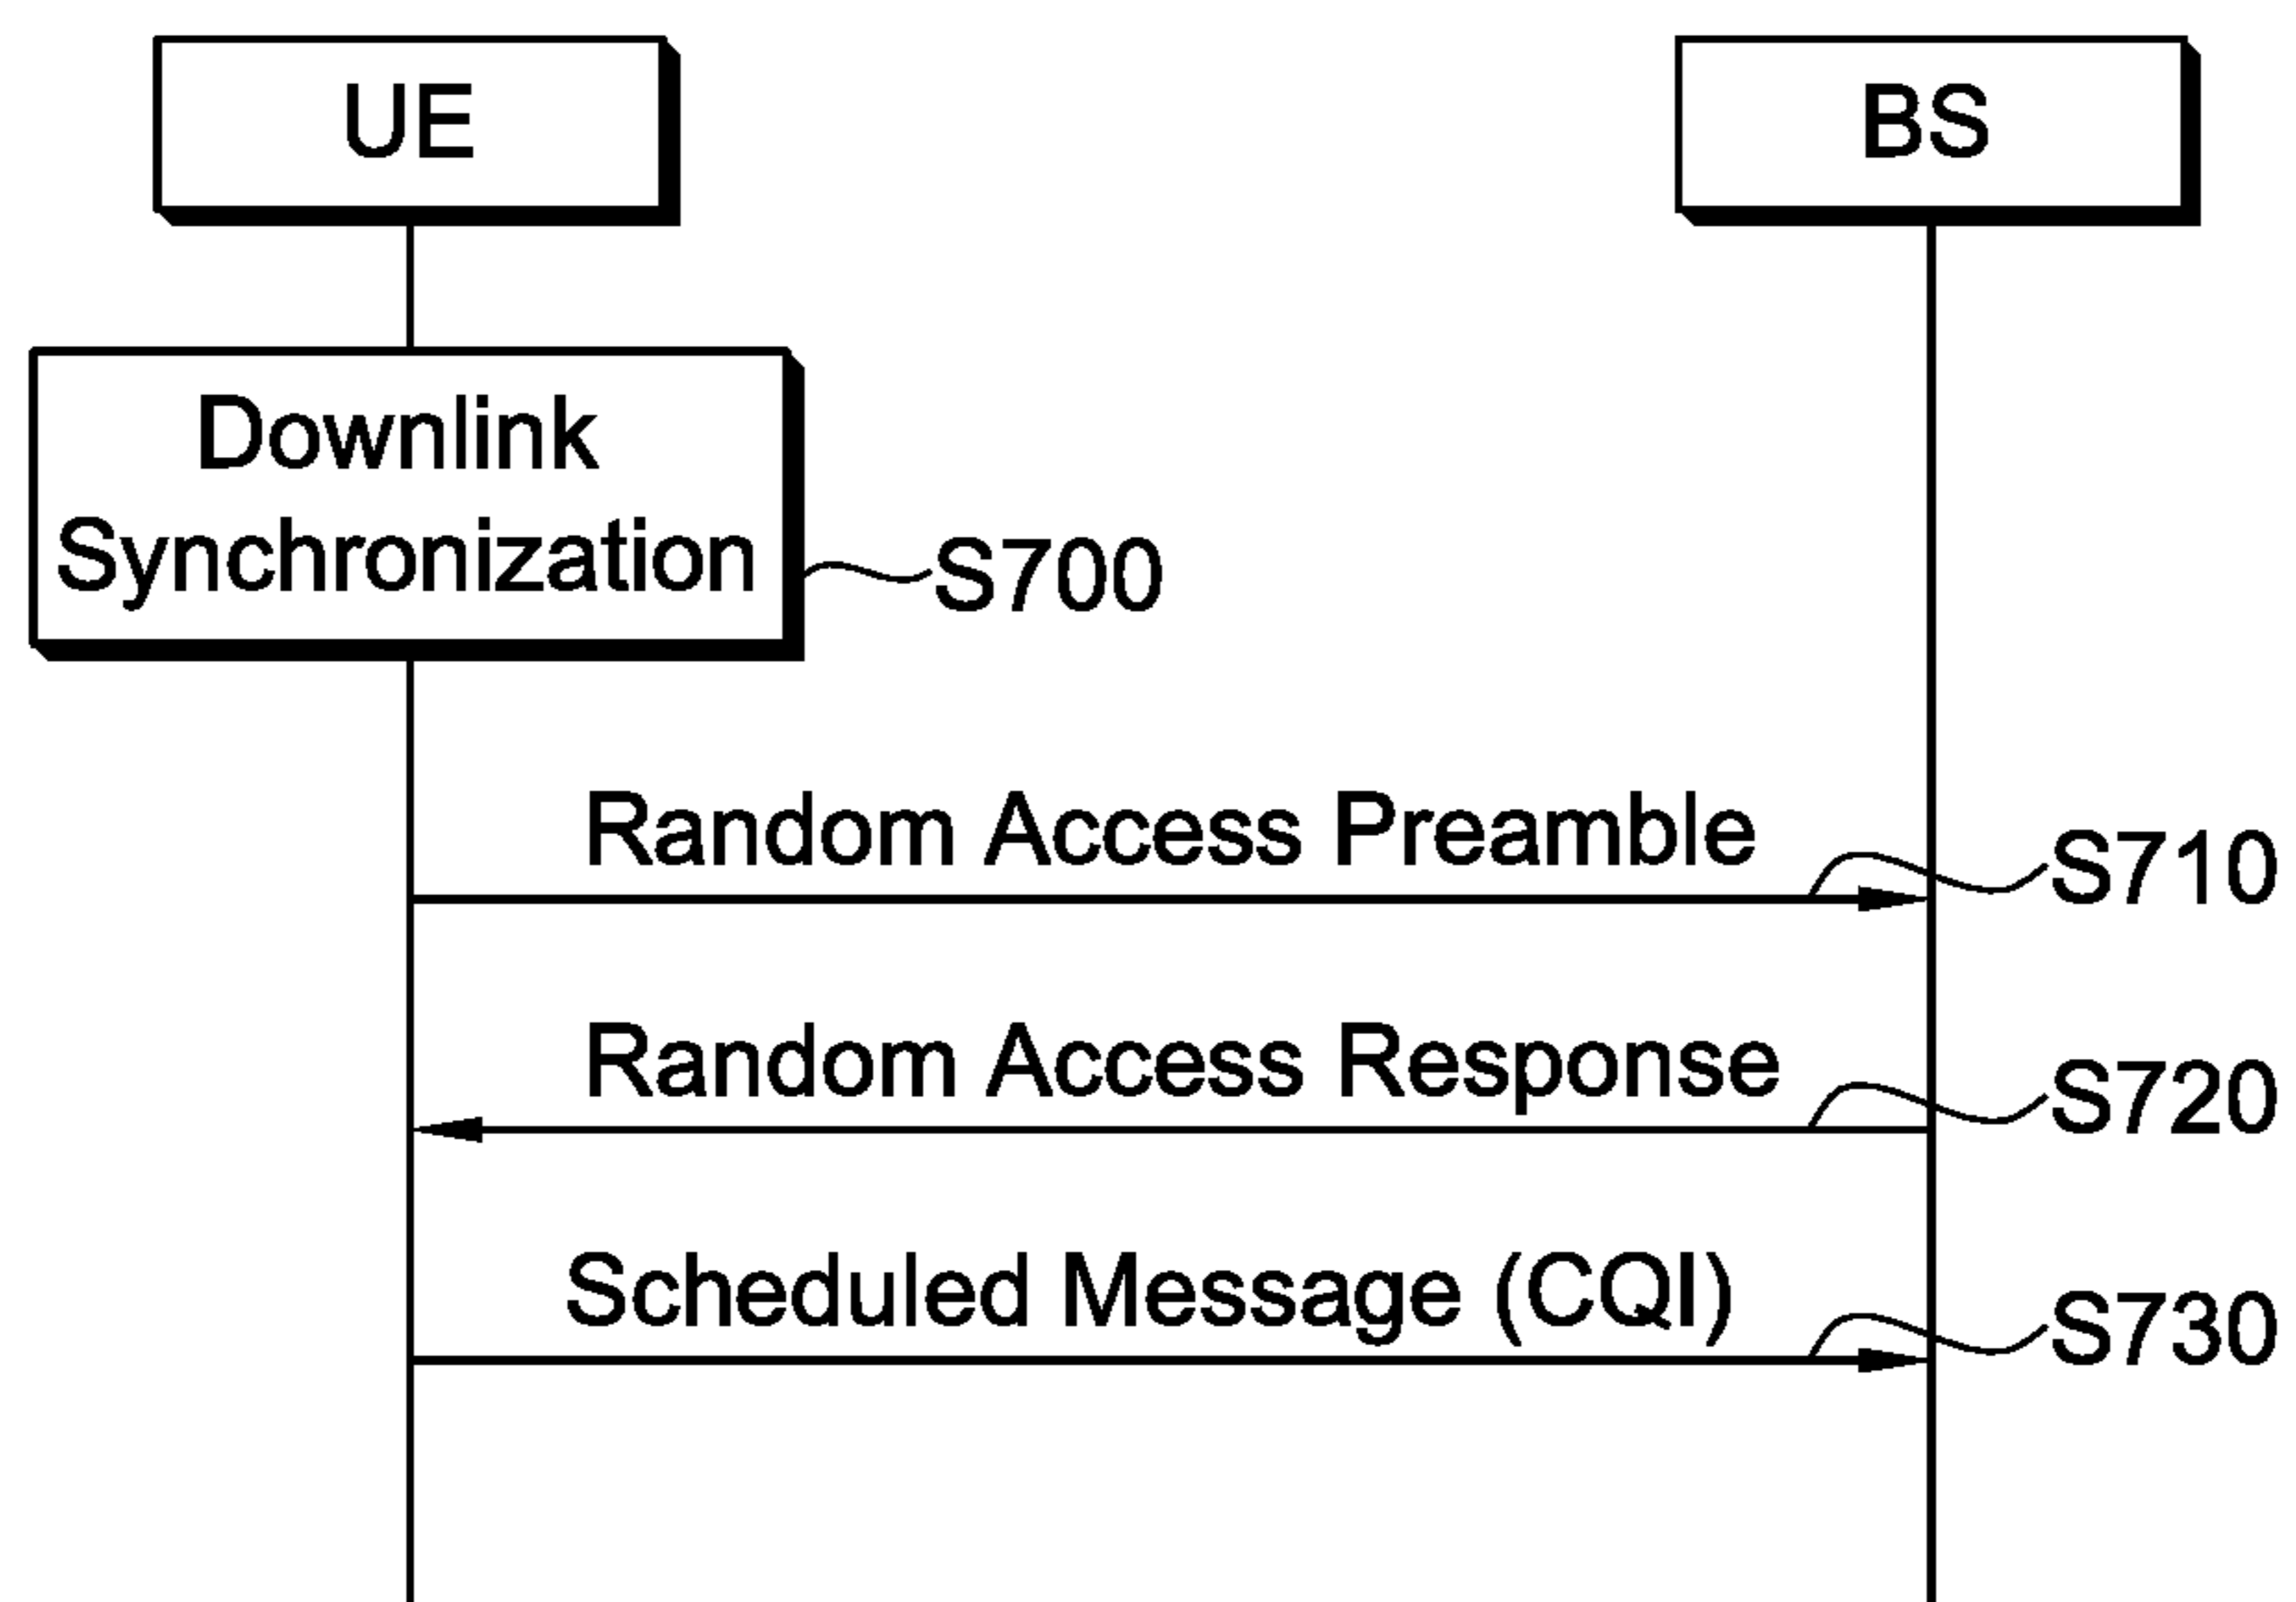 UE
BS
Downlink
Synchronization
S700
Random Access Preamble
S710
Random Access Response
S720
Scheduled Message (CQI)
S730